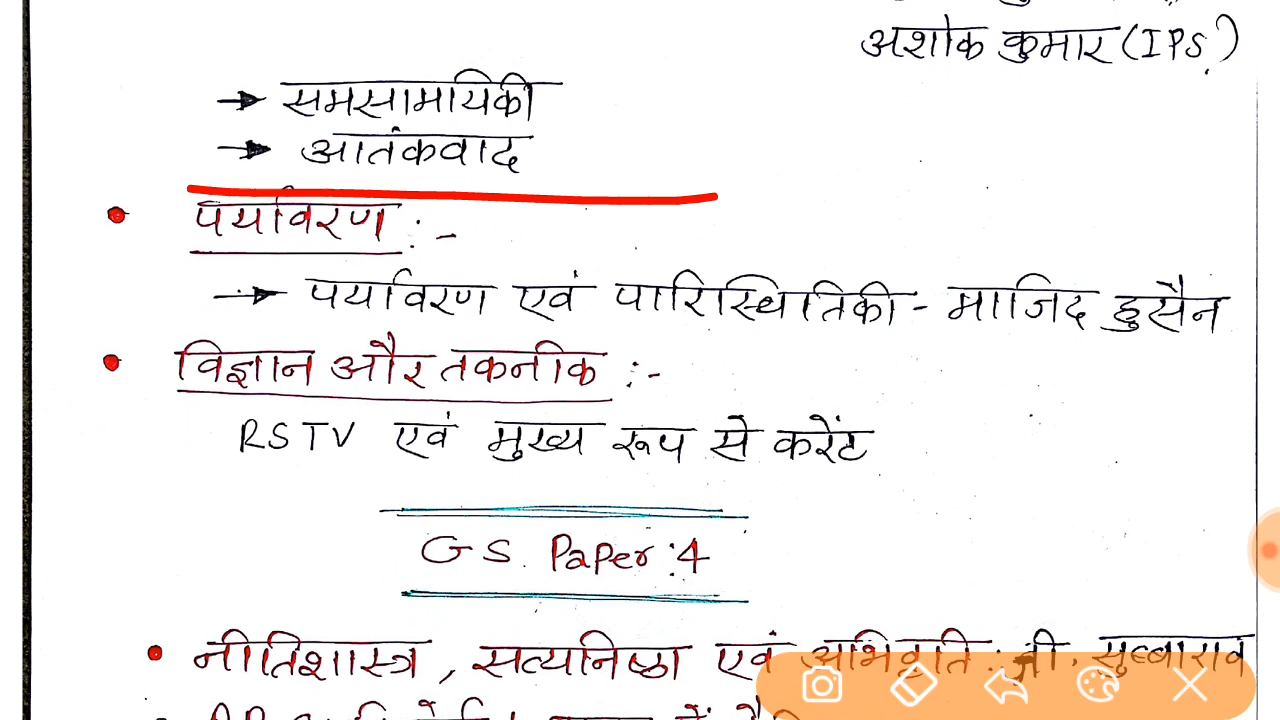 अशोक कुमार (IPS)
→ समसामायिकी
→ आतंकवाद
• पर्यावरण :-
→ पर्यावरण एवं पारिस्थितिकी - माजिद हुसैन
• विज्ञान और तकनीक :-
RSTV एवं मुख्य रूप से करेंट
GS. Paper : 4
• नीतिशास्त्र, सत्यनिष्ठा एवं अभिवृति : जी. सुब्बाराव